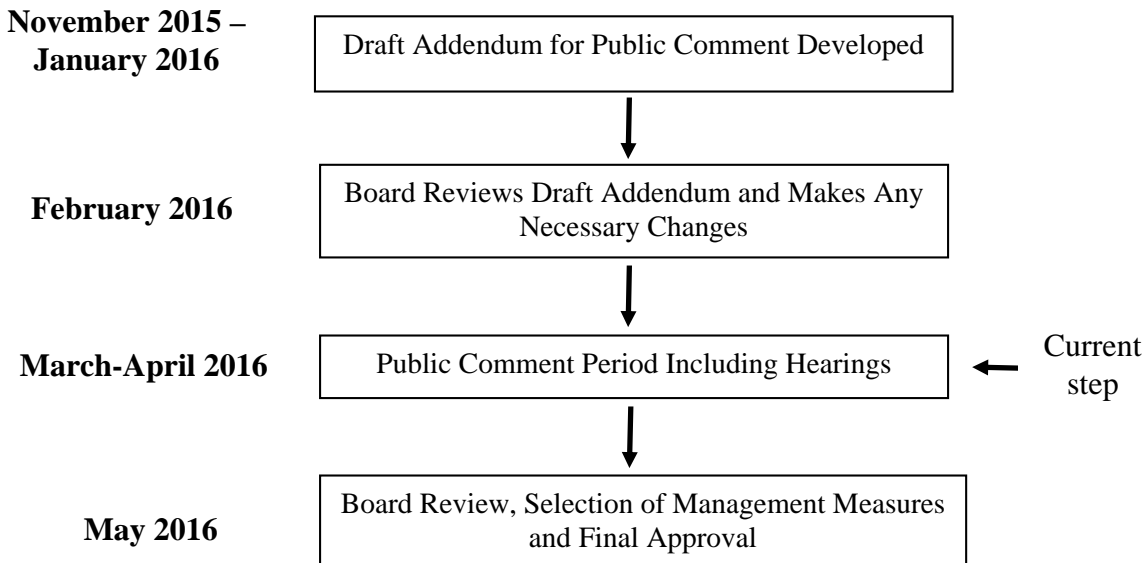 November 2015 –
January 2016
Draft Addendum for Public Comment Developed
February 2016
Board Reviews Draft Addendum and Makes Any
Necessary Changes
March-April 2016
Public Comment Period Including Hearings
Current
step
May 2016
Board Review, Selection of Management Measures
and Final Approval